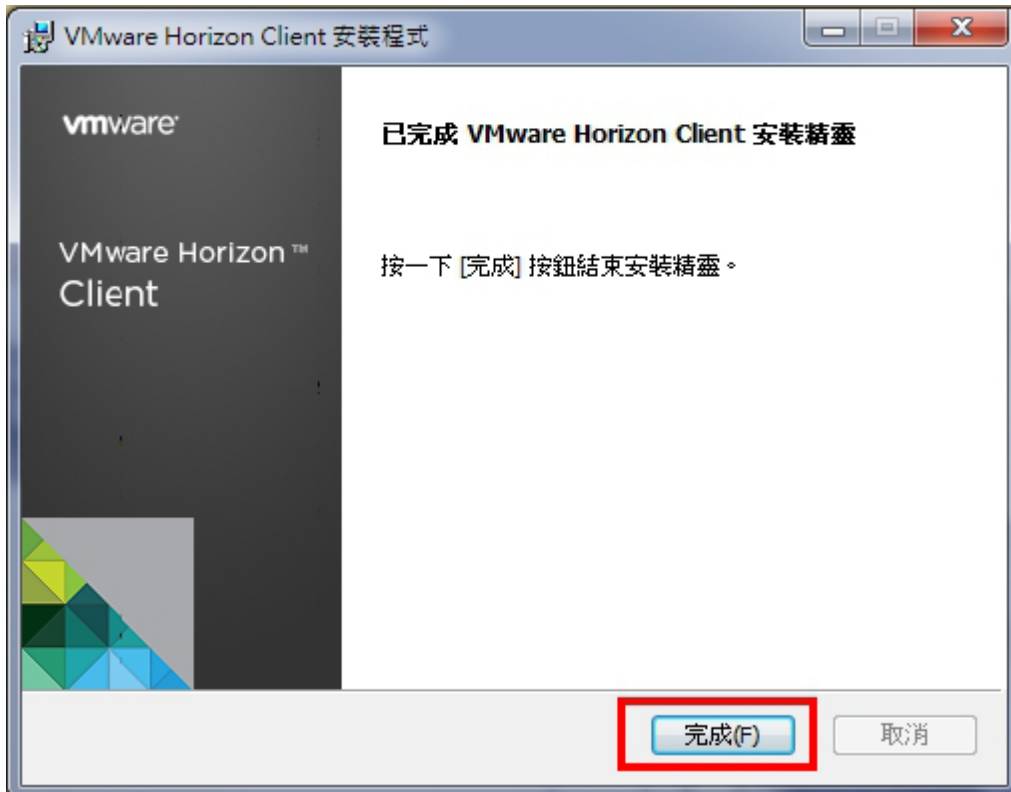 VMware Horizon Client 安裝程式
vmware
已完成 VMware Horizon Client 安裝精靈
VMware Horizon™
Client
按一下 [完成] 按鈕結束安裝精靈。
完成(F)
取消